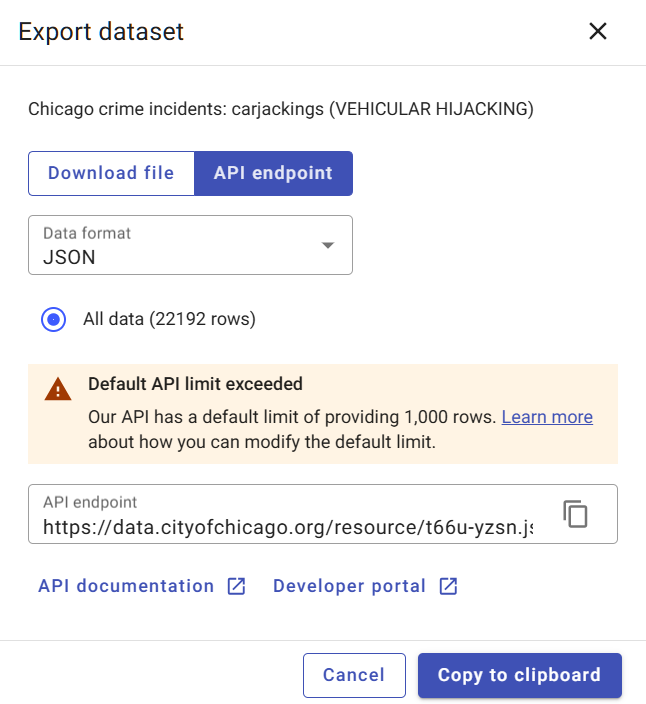 Export dataset
Chicago crime incidents: carjackings (VEHICULAR HIJACKING)
Download file
API endpoint
Data format
JSON
All data (22192 rows)
Default API limit exceeded
Our API has a default limit of providing 1,000 rows. Learn more
about how you can modify the default limit.
API endpoint
https://data.cityofchicago.org/resource/t66u-yzsn.js
API documentation
Developer portal
Cancel
Copy to clipboard